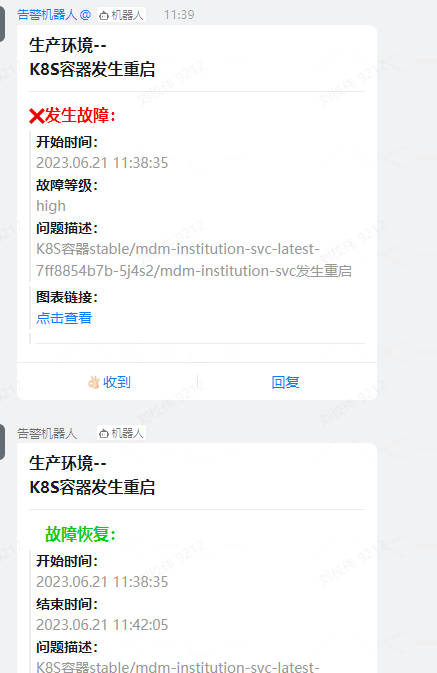 告警机器人 @ 机器人 11:39
生产环境--
K8S容器发生重启
❌发生故障：
开始时间：
2023.06.21 11:38:35
故障等级：
high
问题描述：
K8S容器stable/mdm-institution-svc-latest-
7ff8854b7b-5j4s2/mdm-institution-svc发生重启
图表链接：
点击查看
👌🏻收到 回复
告警机器人 机器人
生产环境--
K8S容器发生重启
故障恢复：
开始时间：
2023.06.21 11:38:35
结束时间：
2023.06.21 11:42:05
问题描述：
K8S容器stable/mdm-institution-svc-latest-